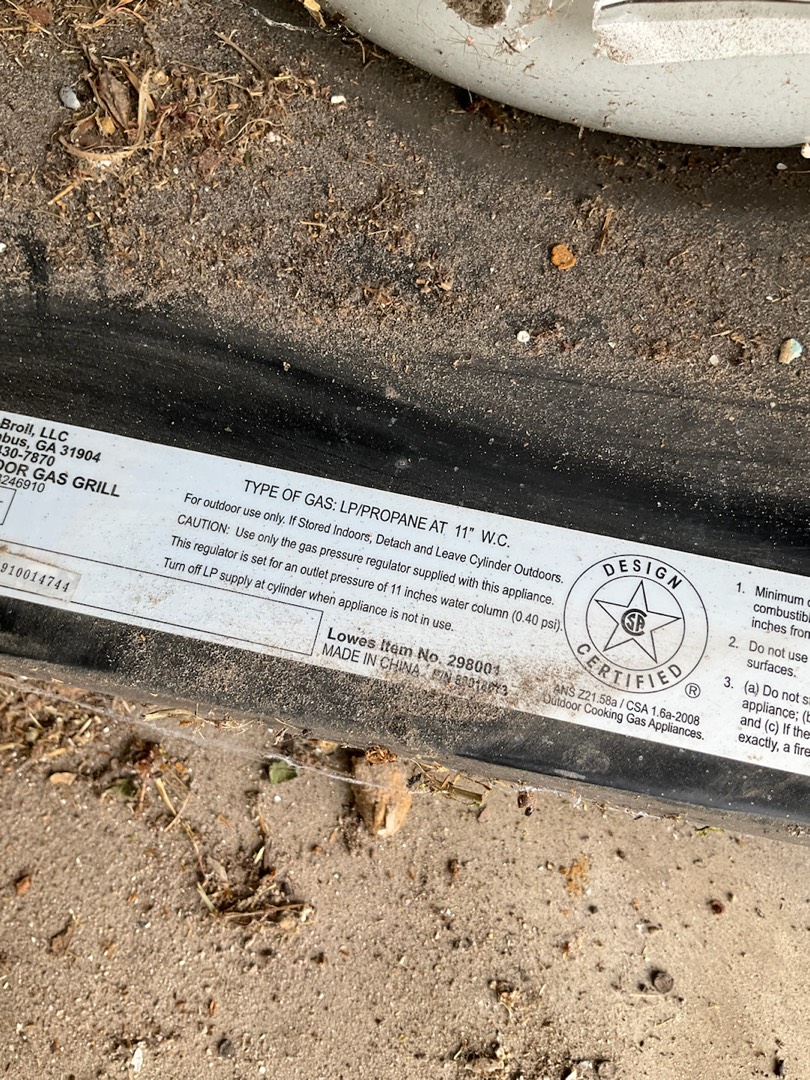 Broil, LLC
bus, GA 31904
430-7870
OOR GAS GRILL
3246910
910014744
TYPE OF GAS: LP/PROPANE AT 11" W.C.
For outdoor use only. If Stored Indoors, Detach and Leave Cylinder Outdoors.
CAUTION: Use only the gas pressure regulator supplied with this appliance.
This regulator is set for an outlet pressure of 11 inches water column (0.40 psi).
Turn off LP supply at cylinder when appliance is not in use.
Lowes Item No. 298001
MADE IN CHINA
DESIGN
CERTIFIED
®
ANS Z21.58a / CSA 1.6a-2008
Outdoor Cooking Gas Appliances.
1. Minimum
combustibl
inches from
2. Do not use
surfaces.
3. (a) Do not s
appliance; (
and (c) If the
exactly, a fire